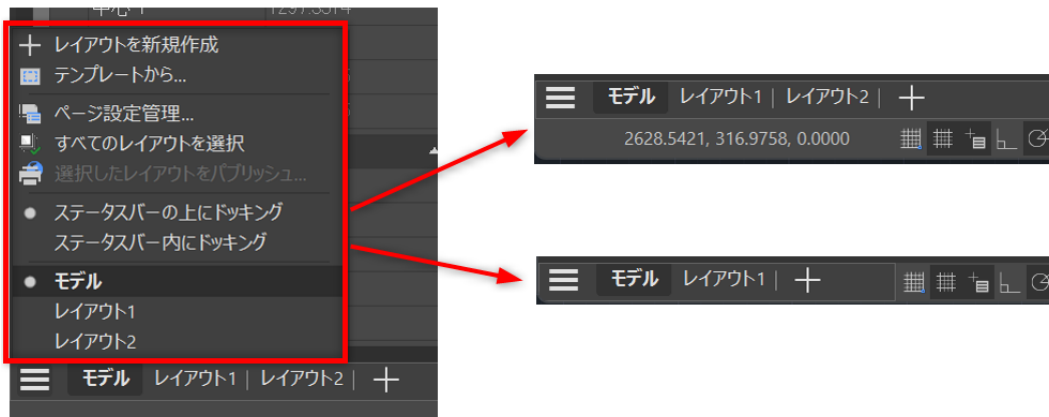 レイアウトを新規作成
テンプレートから...
ページ設定管理...
すべてのレイアウトを選択
選択したレイアウトをパブリッシュ...
ステータスバーの上にドッキング
ステータスバー内にドッキング
モデル
レイアウト1
レイアウト2
モデル レイアウト1 | レイアウト2 |
モデル レイアウト1 | レイアウト2 |
2628.5421, 316.9758, 0.0000
モデル レイアウト1 |